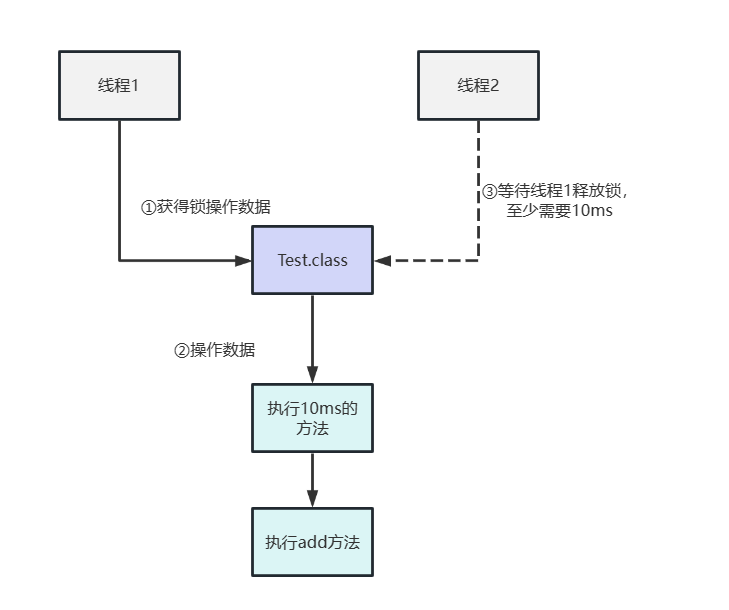 线程1
线程2
③等待线程1释放锁，
至少需要10ms
①获得锁操作数据
Test.class
②操作数据
执行10ms的
方法
执行add方法